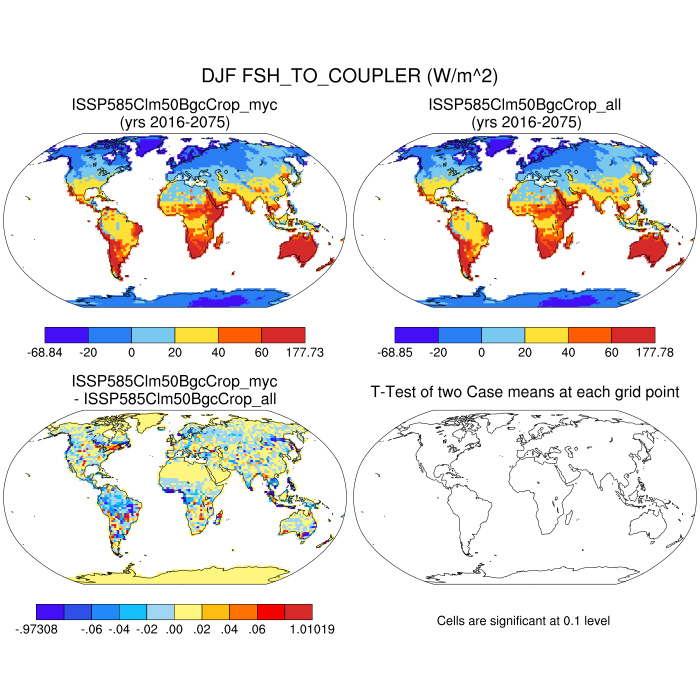 DJF FSH_TO_COUPLER (W/m^2)
ISSP585Clm50BgcCrop_myc
(yrs 2016-2075)
ISSP585Clm50BgcCrop_all
(yrs 2016-2075)
-68.84 -20 0 20 40 60 177.73
-68.85 -20 0 20 40 60 177.78
ISSP585Clm50BgcCrop_myc
- ISSP585Clm50BgcCrop_all
T-Test of two Case means at each grid point
-.97308 -.06 -.04 -.02 .00 .02 .04 .06 1.01019
Cells are significant at 0.1 level